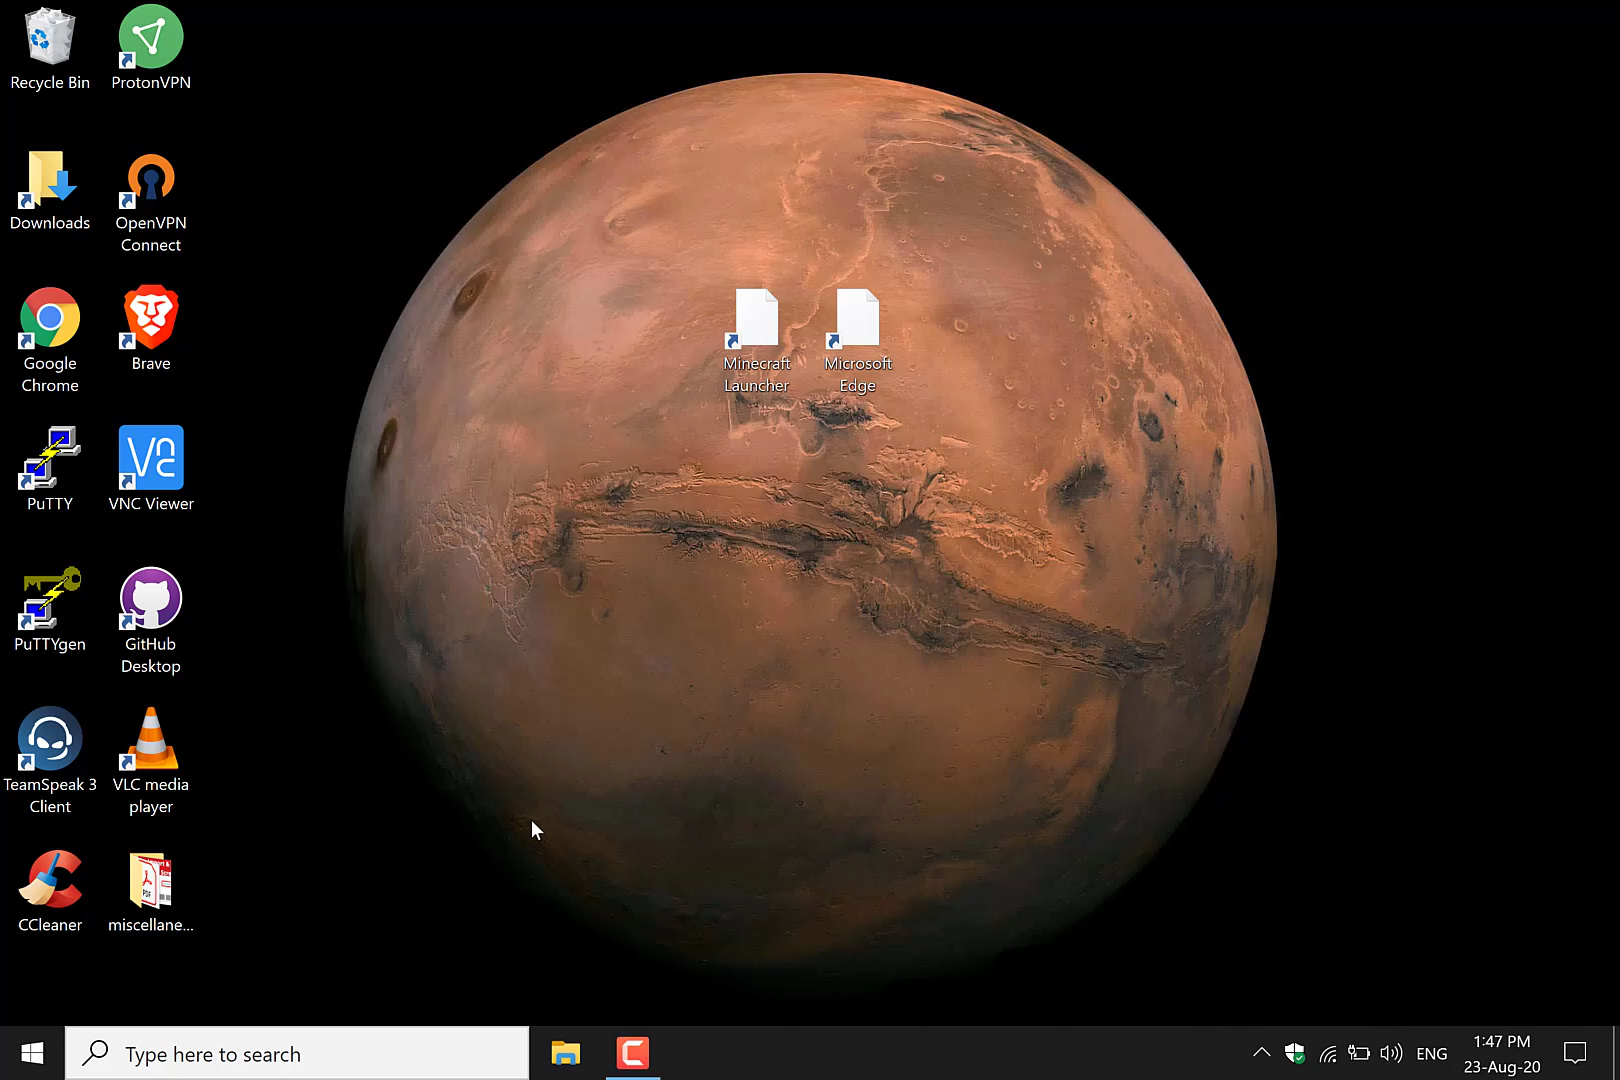 Recycle Bin
ProtonVPN
Downloads
OpenVPN
Connect
Google
Chrome
Brave
Minecraft
Launcher
Microsoft
Edge
PuTTY
VNC Viewer
PuTTYgen
GitHub
Desktop
TeamSpeak 3
Client
VLC media
player
CCleaner
miscellane...
Type here to search
ENG
1:47 PM
23-Aug-20